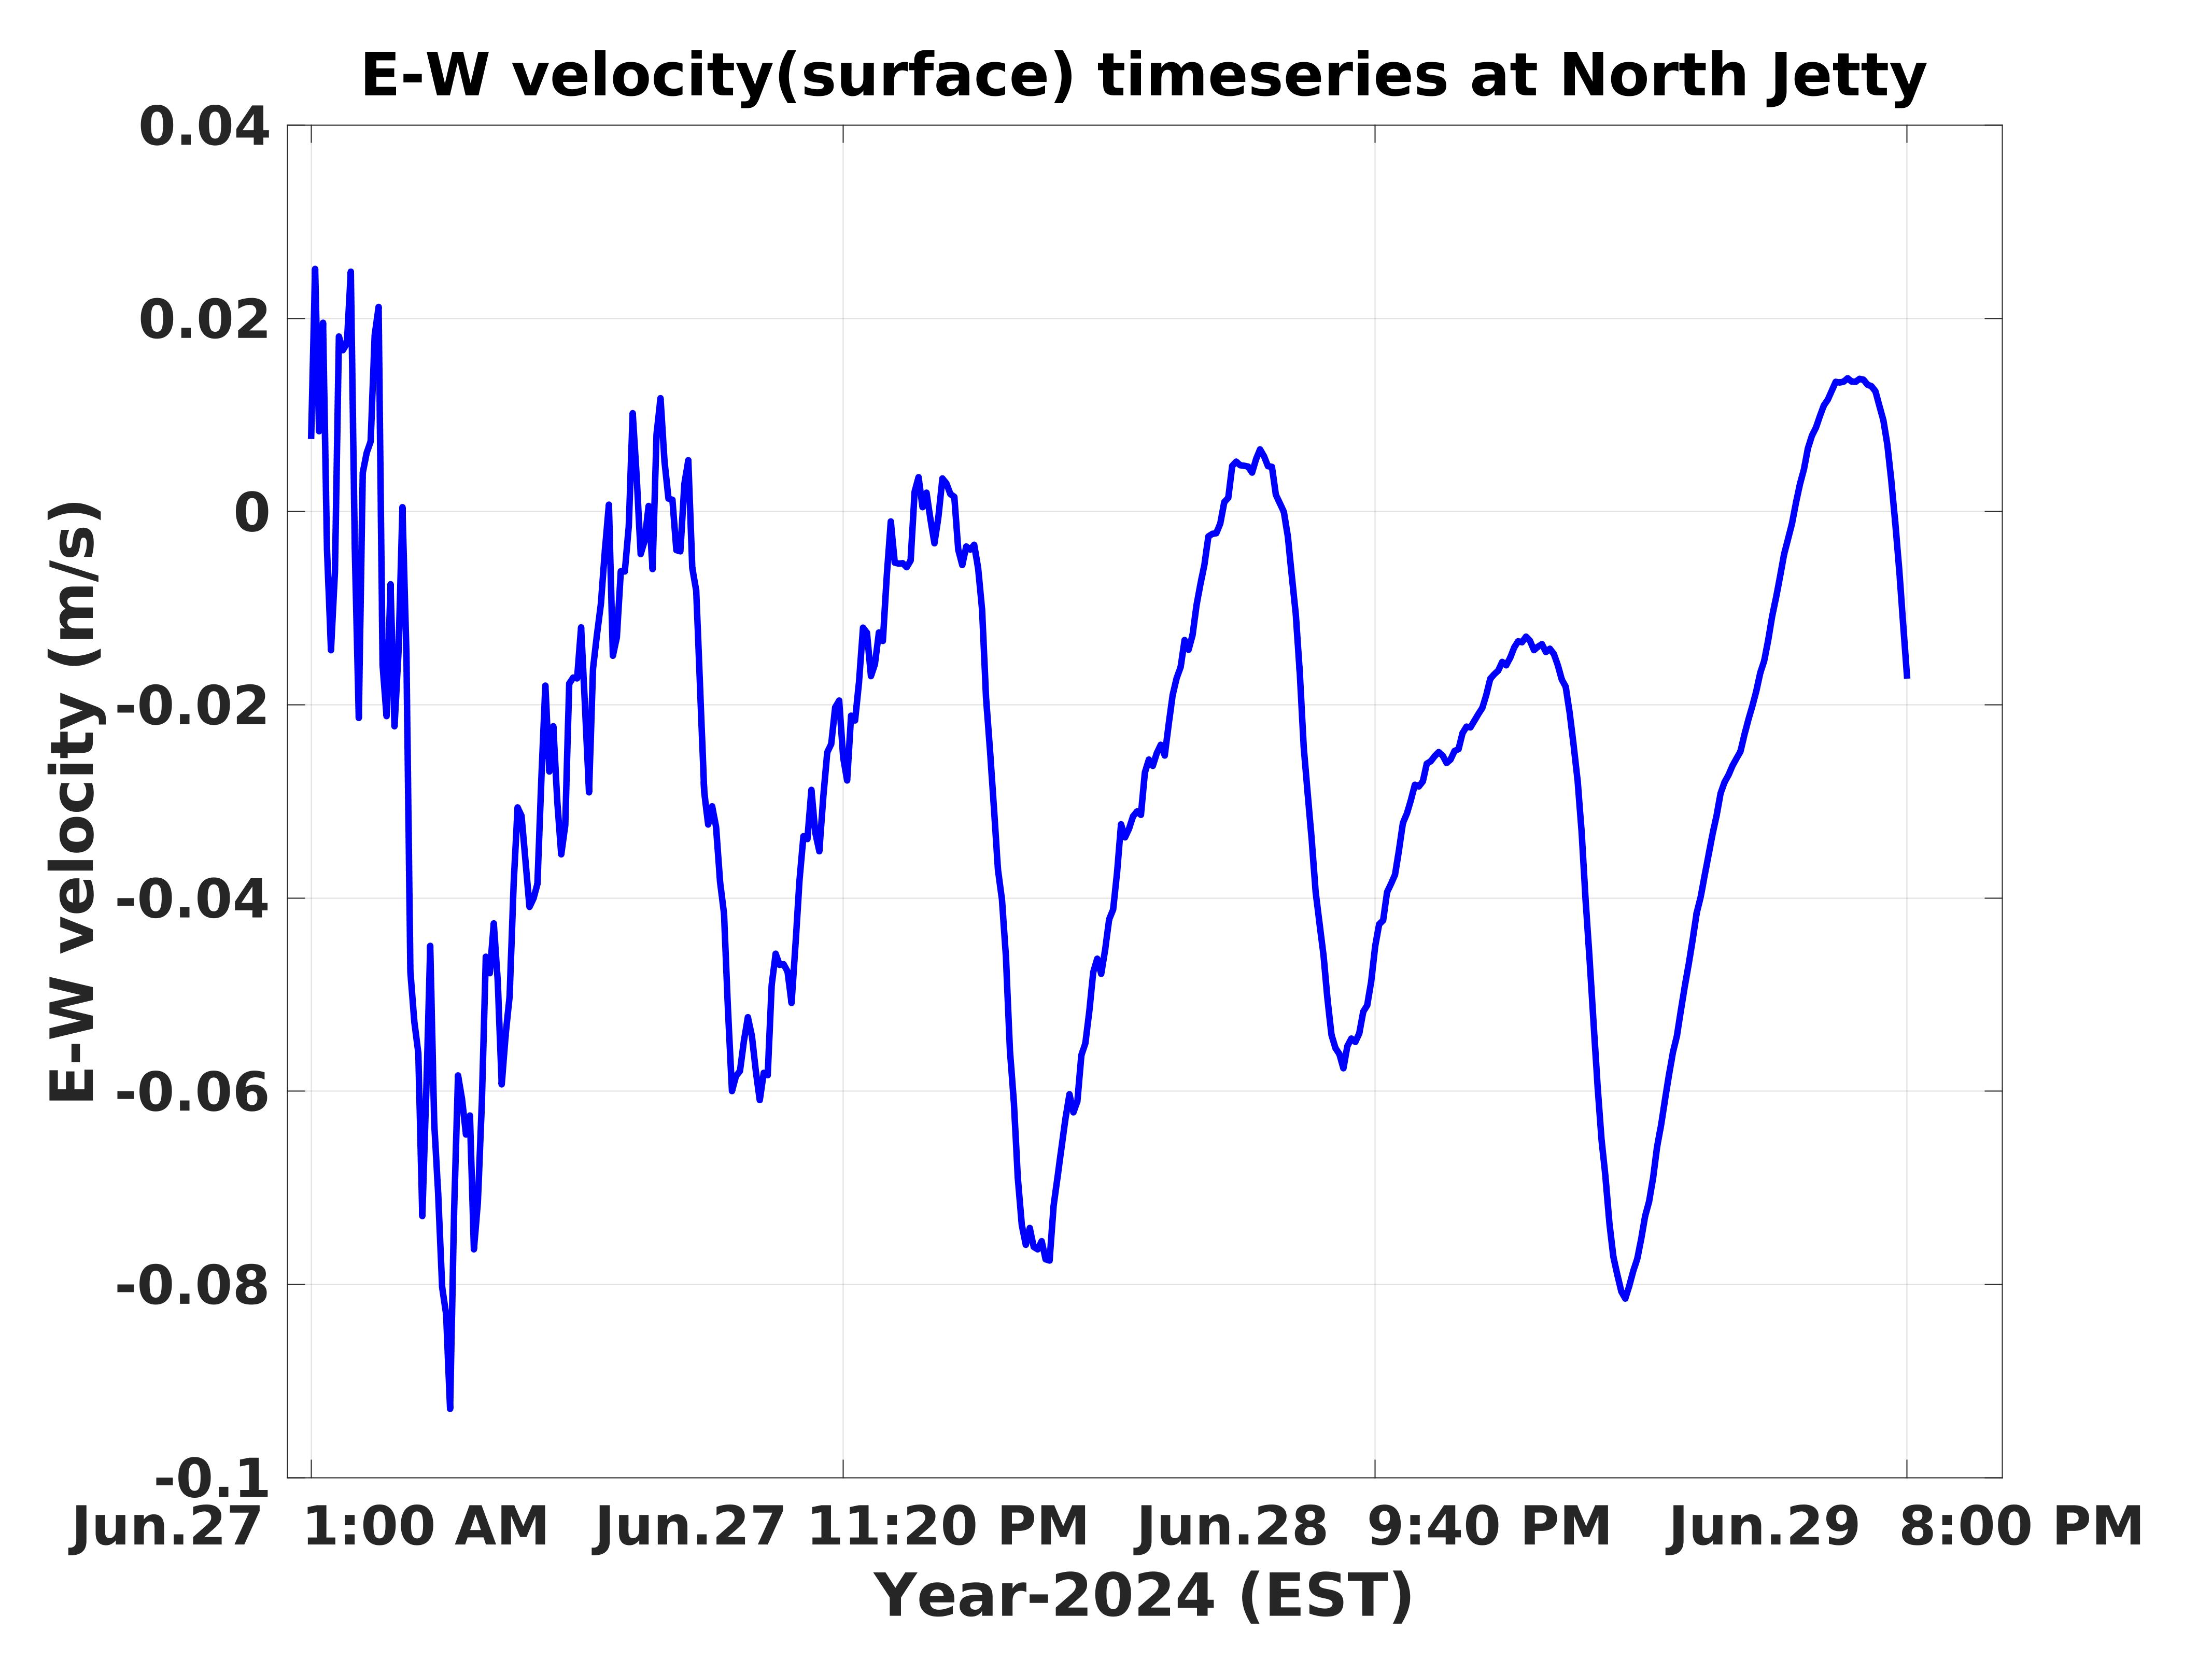 E-W velocity(surface) timeseries at North Jetty
E-W velocity (m/s)
0.04
0.02
0
-0.02
-0.04
-0.06
-0.08
-0.1
Jun.27 1:00 AM Jun.27 11:20 PM Jun.28 9:40 PM Jun.29 8:00 PM
Year-2024 (EST)